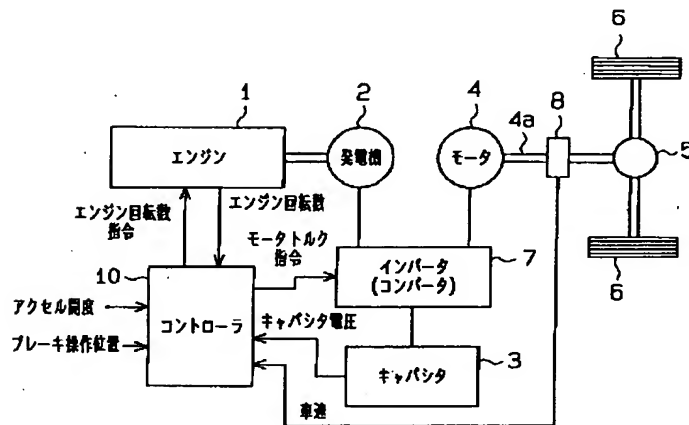 6
1
2
4
8
4a
エンジン
発電機
モータ
5
エンジン回転数
指令
エンジン回転数
モータトルク
指令
6
10
インバータ
(コンバータ)
7
アクセル開度
コントローラ
キャパシタ電圧
ブレーキ操作位置
キャパシタ
3
車速